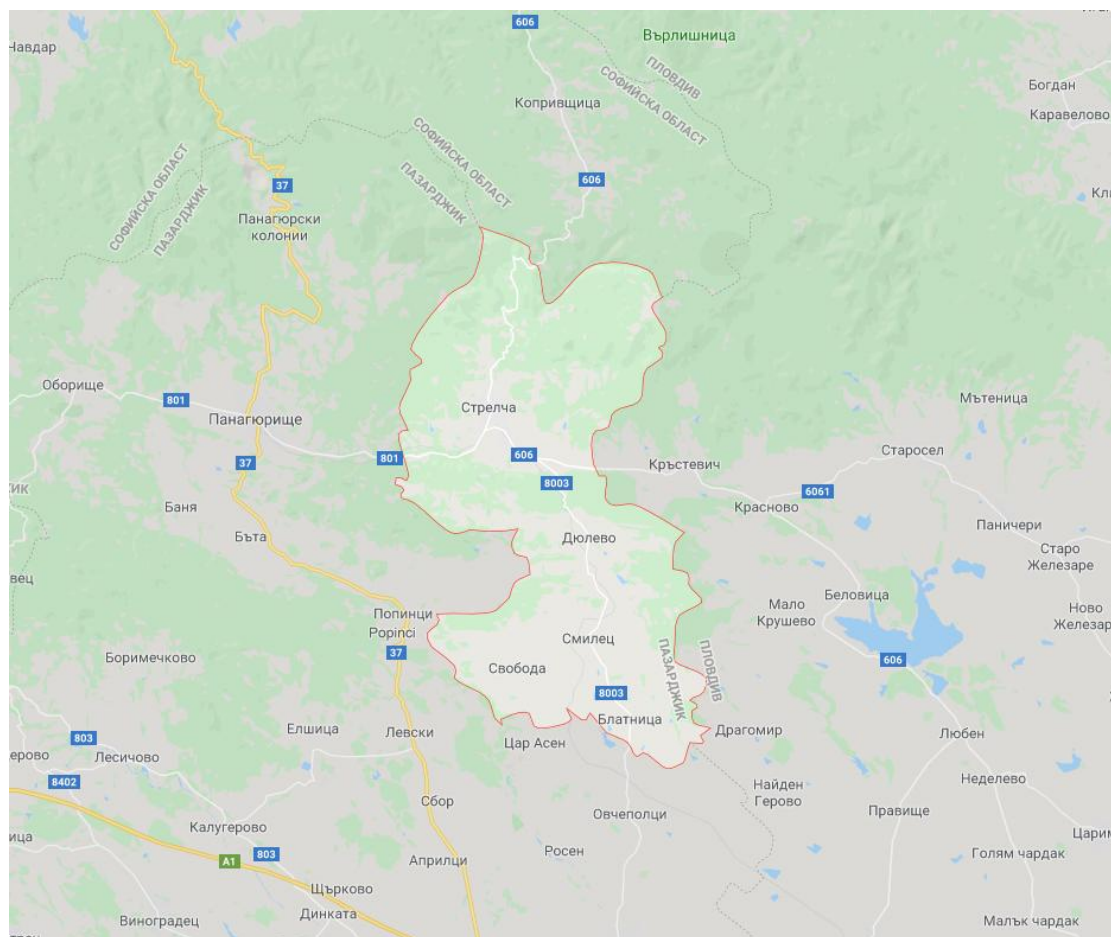 606
Върлишница
Чавдар
ПЛОВДИВ
СОФИЙСКА ОБЛАСТ
Богдан
Копривщица
Каравелово
СОФИЙСКА ОБЛАСТ
ПАЗАРДЖИК
СОФИЙСКА ОБЛАСТ
ПАЗАРДЖИК
37
606
Панагюрски
колонии
Оборище
801
Стрелча
Мътеница
Панагюрище
Старосел
801
606
Кръстевич
37
8003
6061
Красново
Баня
Паничери
Бъта
Дюлево
Старо
Железаре
Беловица
Попинци
Popinci
Мало
Крушево
Ново
Смилец
Боримечково
37
606
Свобода
ПАЗАРДЖИК
ПЛОВДИВ
8003
Блатница
Елшица
Левски
Драгомир
Любен
803
Цар Асен
Лесичово
8402
Неделево
Найден
Герово
Сбор
Овчеполци
Правище
Калугерово
Росен
Голям чардак
A1
803
Априлци
Щърково
Динката
Виноградец
Малък чардак